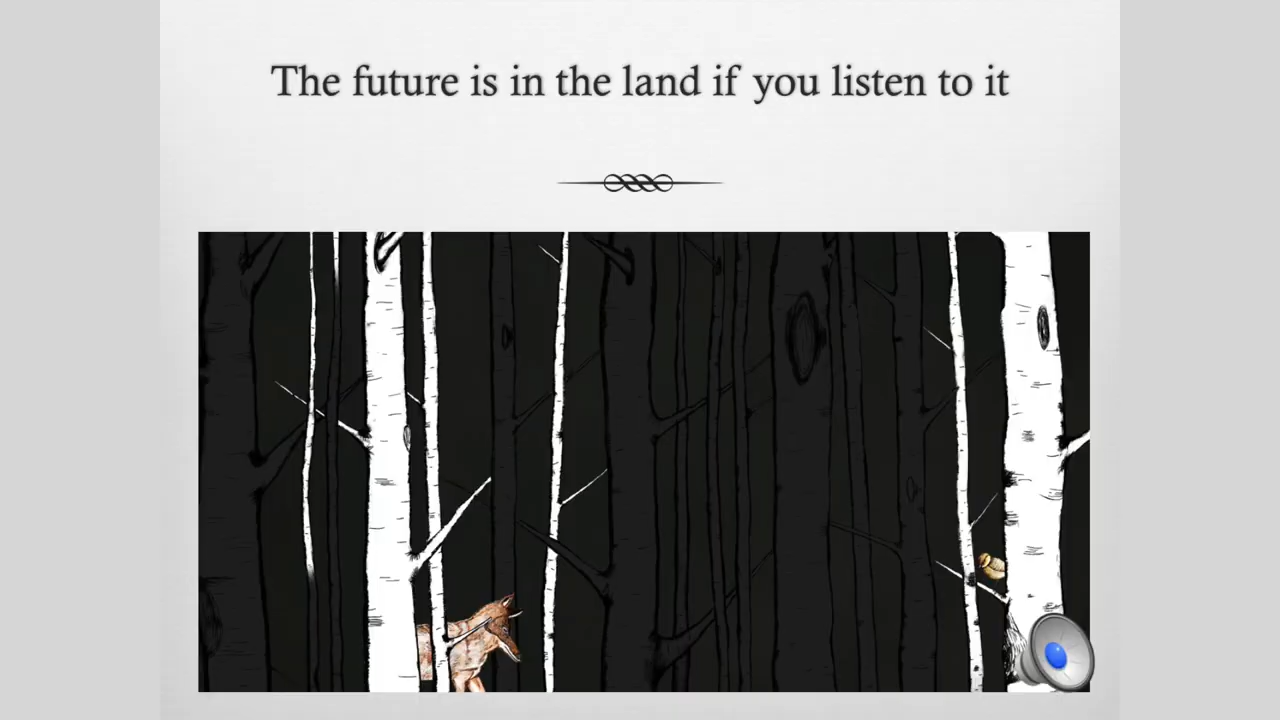 The future is in the land if you listen to it